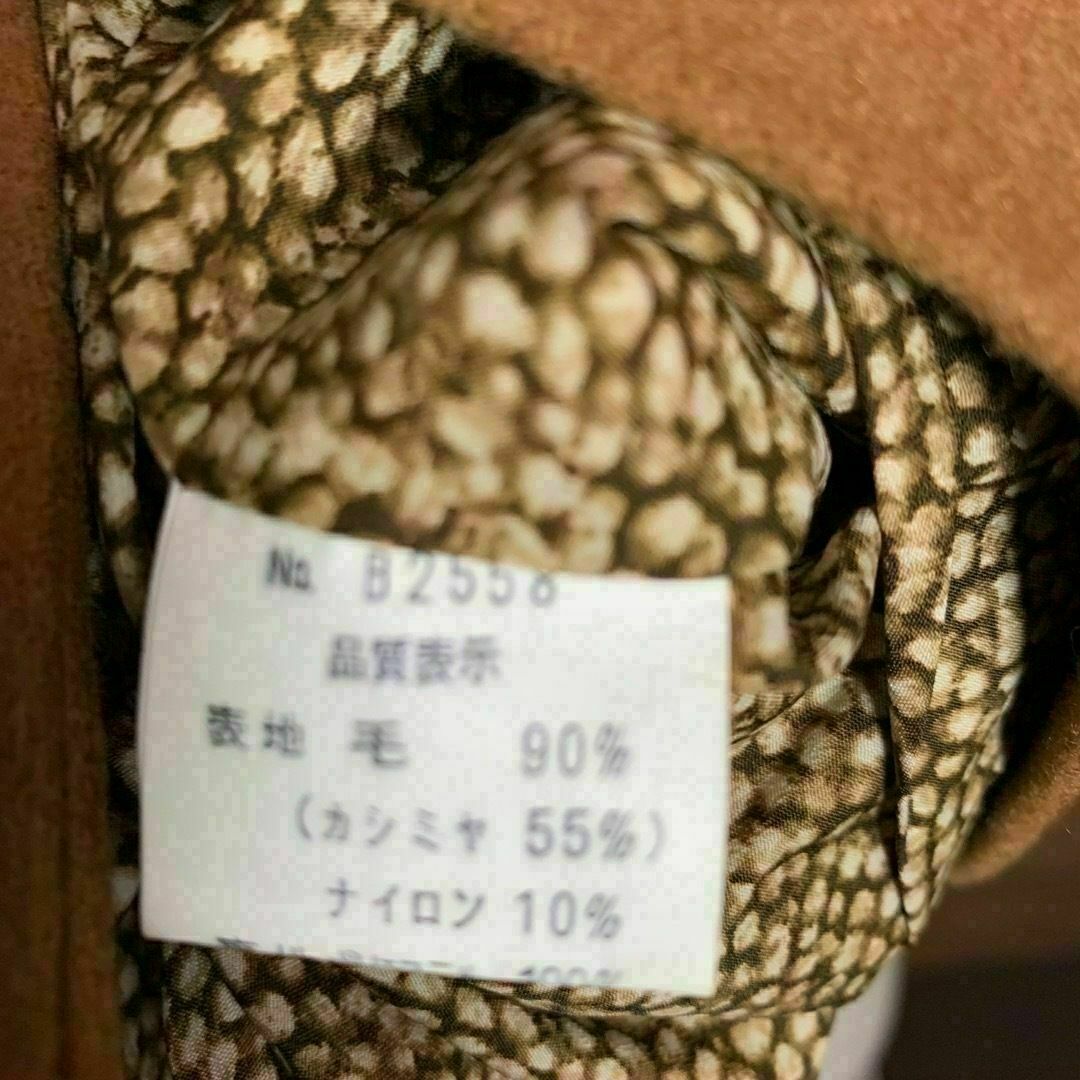 No. B2558
品質表示
表地 毛 90%
(カシミヤ 55%)
ナイロン 10%
100%